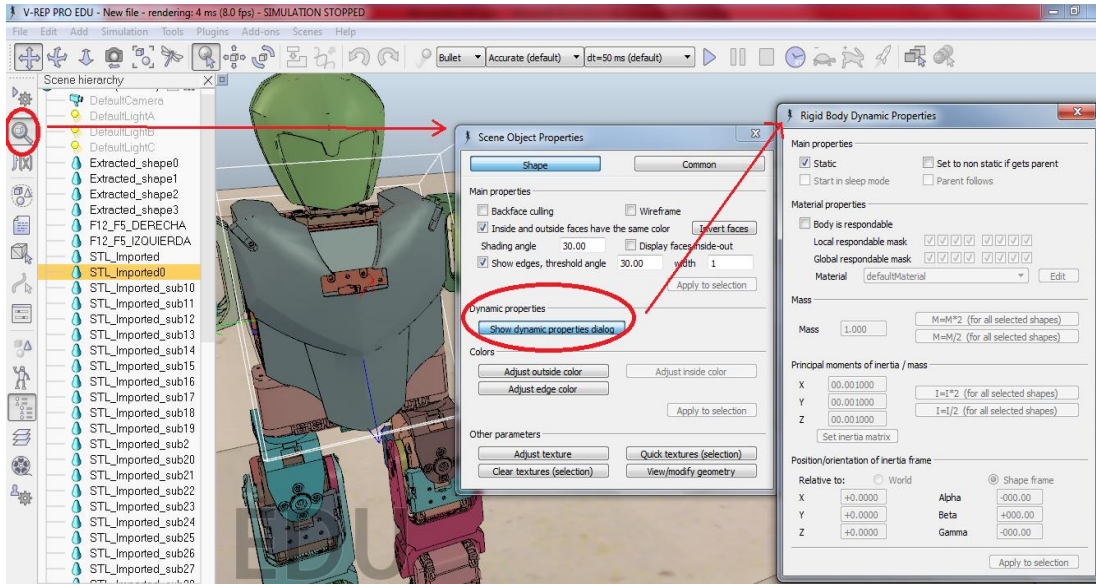 V-REP PRO EDU - New file - rendering: 4 ms (8.0 fps) - SIMULATION STOPPED
File Edit Add Simulation Tools Plugins Add-ons Scenes Help
Bullet Accurate (default) dt=50 ms (default)
Scene hierarchy
DefaultCamera
DefaultLightA
DefaultLightB
DefaultLightC
Extracted_shape0
Extracted_shape1
Extracted_shape2
Extracted_shape3
F12_F5_DERECHA
F12_F5_IZQUIERDA
STL_Imported
STL_Imported0
STL_Imported_sub10
STL_Imported_sub11
STL_Imported_sub12
STL_Imported_sub13
STL_Imported_sub14
STL_Imported_sub15
STL_Imported_sub16
STL_Imported_sub17
STL_Imported_sub18
STL_Imported_sub19
STL_Imported_sub2
STL_Imported_sub20
STL_Imported_sub21
STL_Imported_sub22
STL_Imported_sub23
STL_Imported_sub24
STL_Imported_sub25
STL_Imported_sub26
STL_Imported_sub27
f(x)
EDU
Scene Object Properties
Shape Common
Main properties
Backface culling Wireframe
Inside and outside faces have the same color Invert faces
Shading angle 30.00 Display faces inside-out
Show edges, threshold angle 30.00 width 1
Apply to selection
Dynamic properties
Show dynamic properties dialog
Colors
Adjust outside color Adjust inside color
Adjust edge color
Apply to selection
Other parameters
Adjust texture Quick textures (selection)
Clear textures (selection) View/modify geometry
Rigid Body Dynamic Properties
Main properties
Static Set to non static if gets parent
Start in sleep mode Parent follows
Material properties
Body is respondable
Local respondable mask
Global respondable mask
Material defaultMaterial Edit
Mass
Mass 1.000 M=M*2 (for all selected shapes)
M=M/2 (for all selected shapes)
Principal moments of inertia / mass
X 00.001000 I=I*2 (for all selected shapes)
Y 00.001000 I=I/2 (for all selected shapes)
Z 00.001000
Set inertia matrix
Position/orientation of inertia frame
Relative to: World Shape frame
X +0.0000 Alpha -000.00
Y +0.0000 Beta +000.00
Z +0.0000 Gamma -000.00
Apply to selection